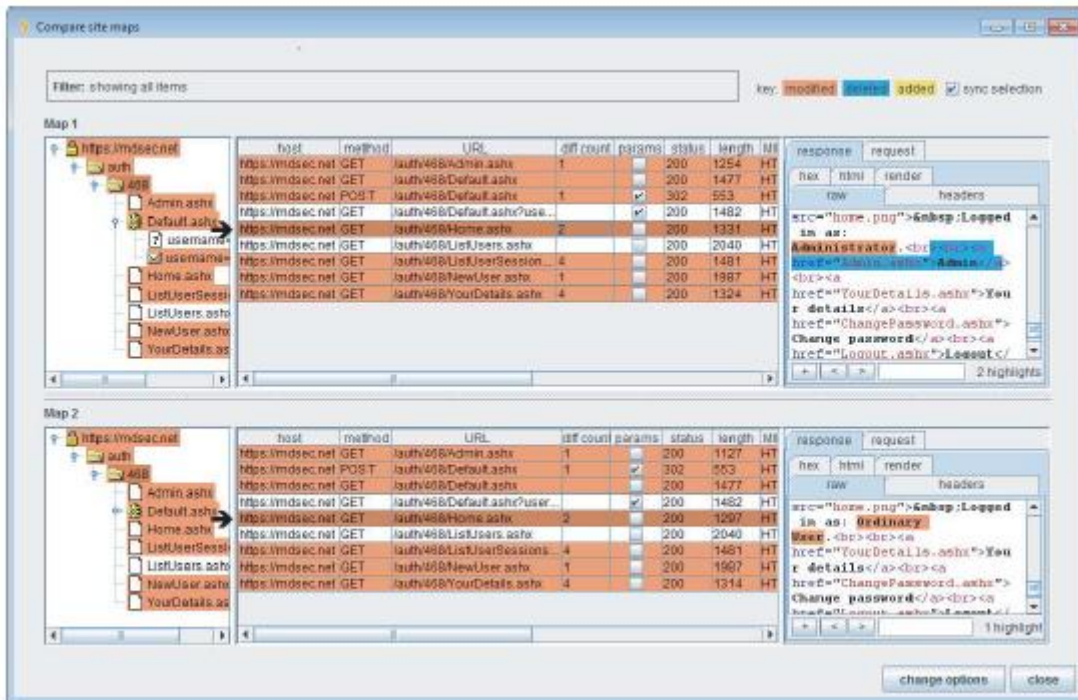 Compare site maps
Filter: showing all items
key: modified deleted added sync selection
Map 1
https://mdsec.net
auth
468
Admin.ashx
Default.ashx
username=
username=
Home.ashx
ListUserSessi
ListUsers.ashx
NewUser.ashx
YourDetails.as
host method URL diff count params status length MI
https://mdsec.net GET /auth/468/Admin.ashx 1 200 1254 HT
https://mdsec.net GET /auth/468/Default.ashx 200 1477 HT
https://mdsec.net POST /auth/468/Default.ashx 1 302 553 HT
https://mdsec.net GET /auth/468/Default.ashx?use... 200 1482 HT
https://mdsec.net GET /auth/468/Home.ashx 2 200 1331 HT
https://mdsec.net GET /auth/468/ListUsers.ashx 200 2040 HT
https://mdsec.net GET /auth/468/ListUserSession... 4 200 1481 HT
https://mdsec.net GET /auth/468/NewUser.ashx 1 200 1987 HT
https://mdsec.net GET /auth/468/YourDetails.ashx 4 200 1324 HT
response request
hex html render
raw headers
src="home.png">&nbsp;Logged
in as:
Administrator.<br><br><a
href="Admin.ashx">Admin</a>
<br><a
href="YourDetails.ashx">You
r details</a><br><a
href="ChangePassword.ashx">
Change password</a><br><a
href="Logout.ashx">Logout</
+ < > 2 highlights
Map 2
https://mdsec.net
auth
468
Admin.ashx
Default.ashx
Home.ashx
ListUserSessi
ListUsers.ashx
NewUser.ashx
YourDetails.as
host method URL diff count params status length MI
https://mdsec.net GET /auth/468/Admin.ashx 1 200 1127 HT
https://mdsec.net POST /auth/468/Default.ashx 1 302 553 HT
https://mdsec.net GET /auth/468/Default.ashx 200 1477 HT
https://mdsec.net GET /auth/468/Default.ashx?user... 200 1482 HT
https://mdsec.net GET /auth/468/Home.ashx 2 200 1297 HT
https://mdsec.net GET /auth/468/ListUsers.ashx 200 2040 HT
https://mdsec.net GET /auth/468/ListUserSessions... 4 200 1481 HT
https://mdsec.net GET /auth/468/NewUser.ashx 1 200 1987 HT
https://mdsec.net GET /auth/468/YourDetails.ashx 4 200 1314 HT
response request
hex html render
raw headers
src="home.png">&nbsp;Logged
in as: Ordinary
User.<br><br><a
href="YourDetails.ashx">You
r details</a><br><a
href="ChangePassword.ashx">
Change password</a><br><a
href="Logout.ashx">Logout</
+ < > 1 highlight
change options close